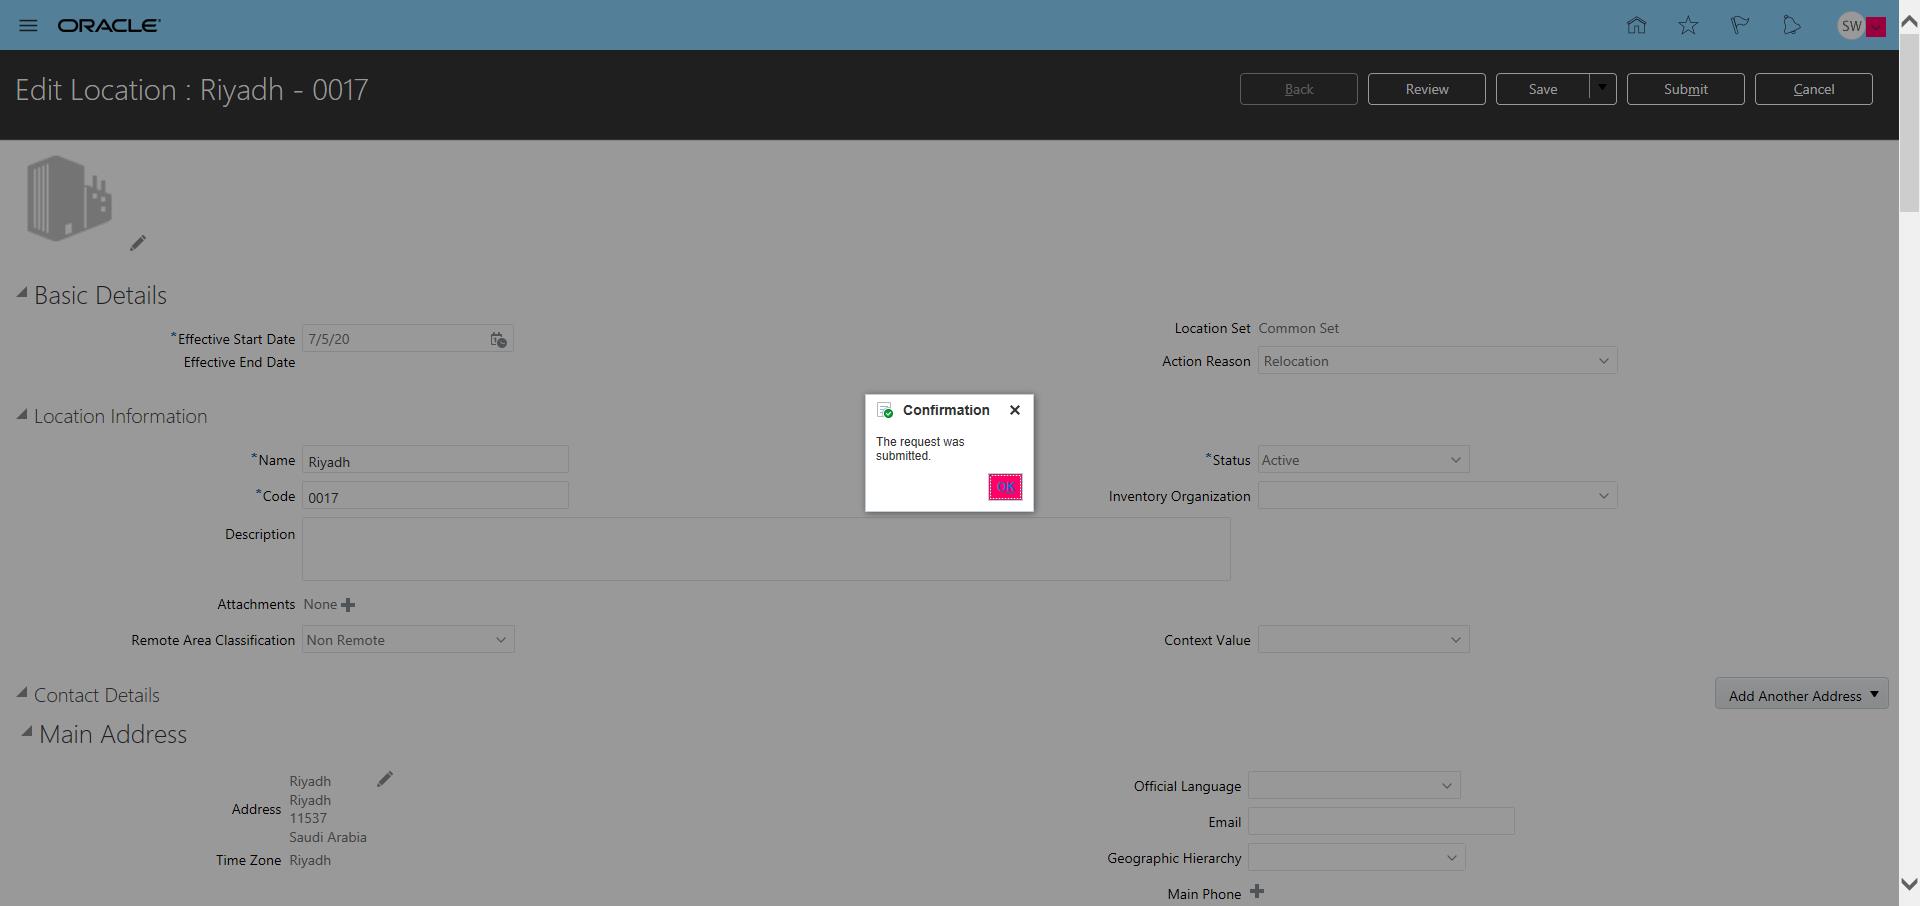 ORACLE
SW
Edit Location : Riyadh - 0017
Back
Review
Save
Submit
Cancel
Basic Details
*Effective Start Date 7/5/20
Effective End Date
Location Set Common Set
Action Reason Relocation
Location Information
*Name Riyadh
*Code 0017
Description
Attachments None
Remote Area Classification Non Remote
*Status Active
Inventory Organization
Context Value
Confirmation
The request was
submitted.
OK
Contact Details
Add Another Address
Main Address
Address
Riyadh
Riyadh
11537
Saudi Arabia
Time Zone Riyadh
Official Language
Email
Geographic Hierarchy
Main Phone